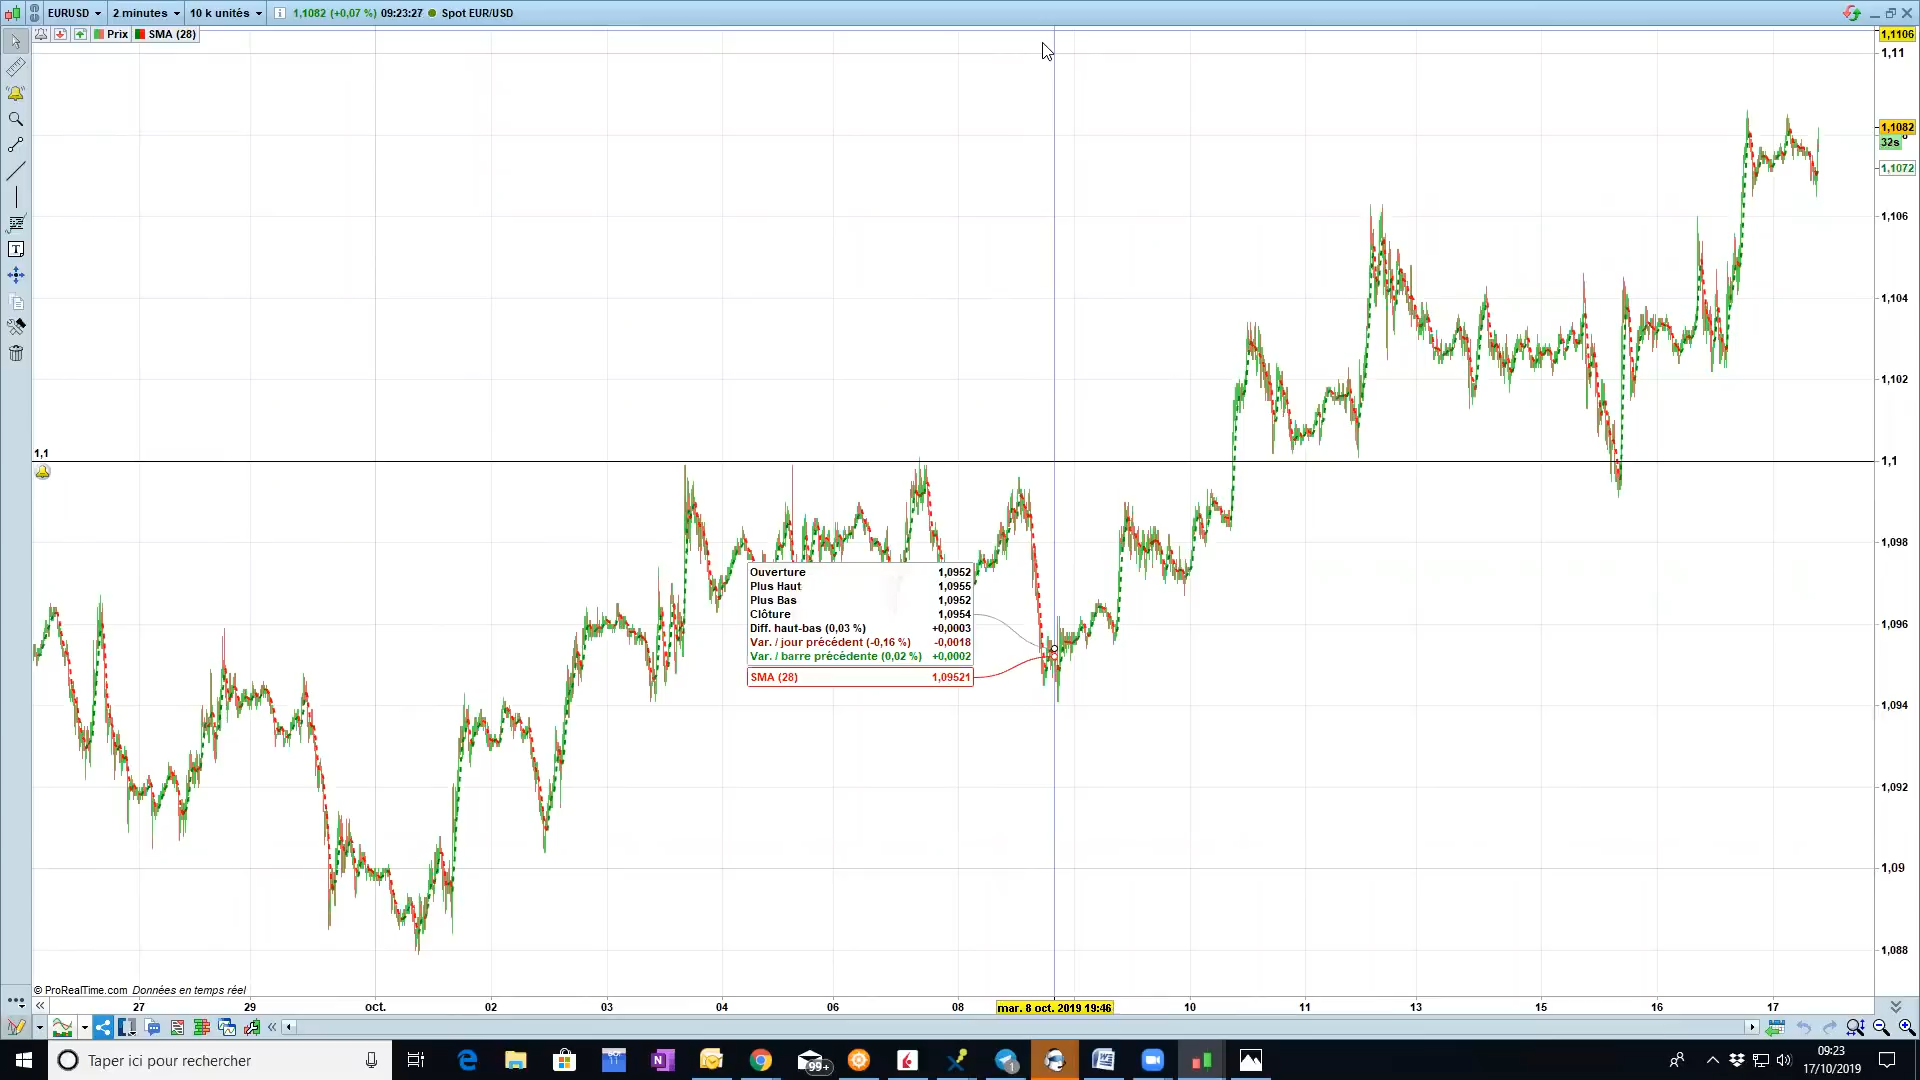 EURUSD 2 minutes 10 k unités 1,1082 (+0,07 %) 09:23:27 Spot EUR/USD
Prix SMA (28)
1,1106
1,11
1,1082
32s
1,1072
1,106
1,104
1,102
1,1
1,1
1,098
1,096
1,094
1,092
1,09
1,088
Ouverture 1,0952
Plus Haut 1,0955
Plus Bas 1,0952
Clôture 1,0954
Diff. haut-bas (0,03 %) +0,0003
Var. / jour précédent (-0,16 %) -0,0018
Var. / barre précédente (0,02 %) +0,0002
SMA (28) 1,09521
© ProRealTime.com Données en temps réel
27 29 oct. 02 03 04 06 08 mar. 8 oct. 2019 19:46 10 11 13 15 16 17
Taper ici pour rechercher
99+
1
09:23
17/10/2019